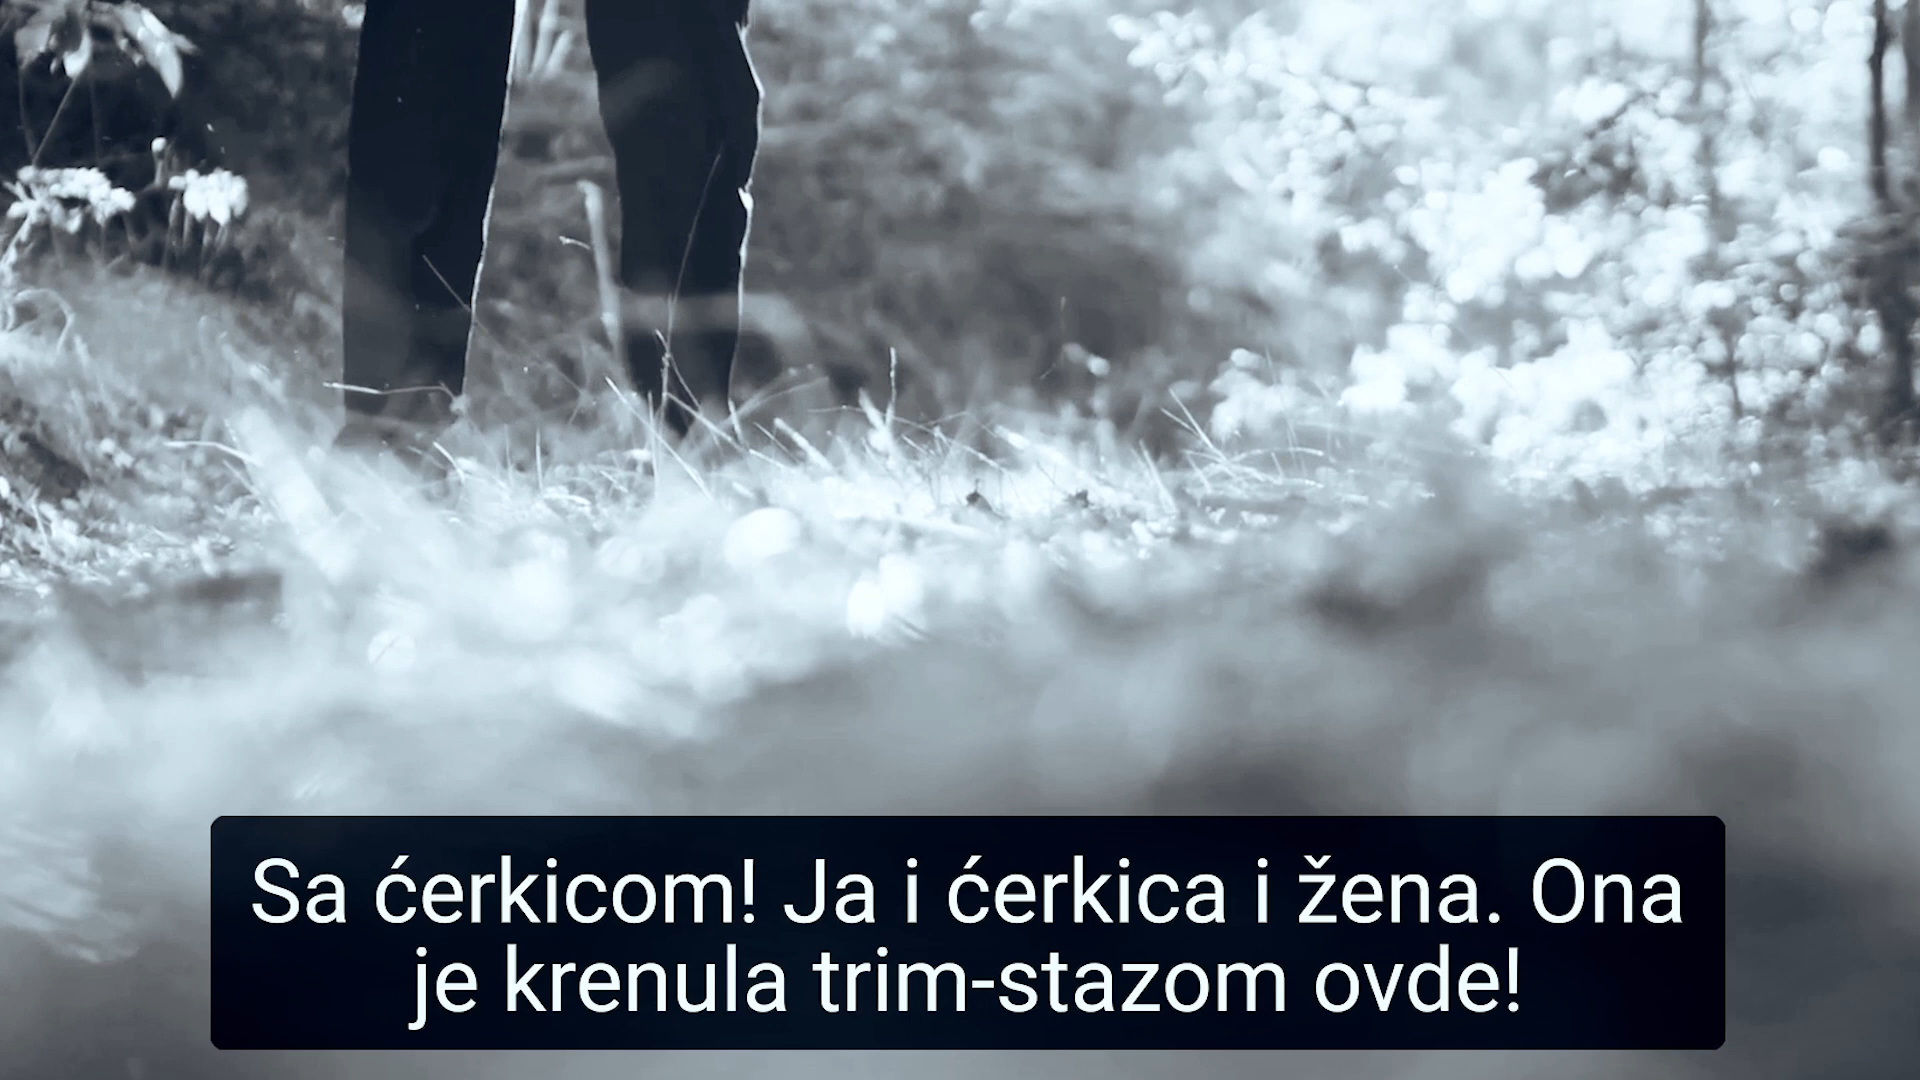 Sa ćerkicom! Ja i ćerkica i žena. Ona
je krenula trim-stazom ovde!